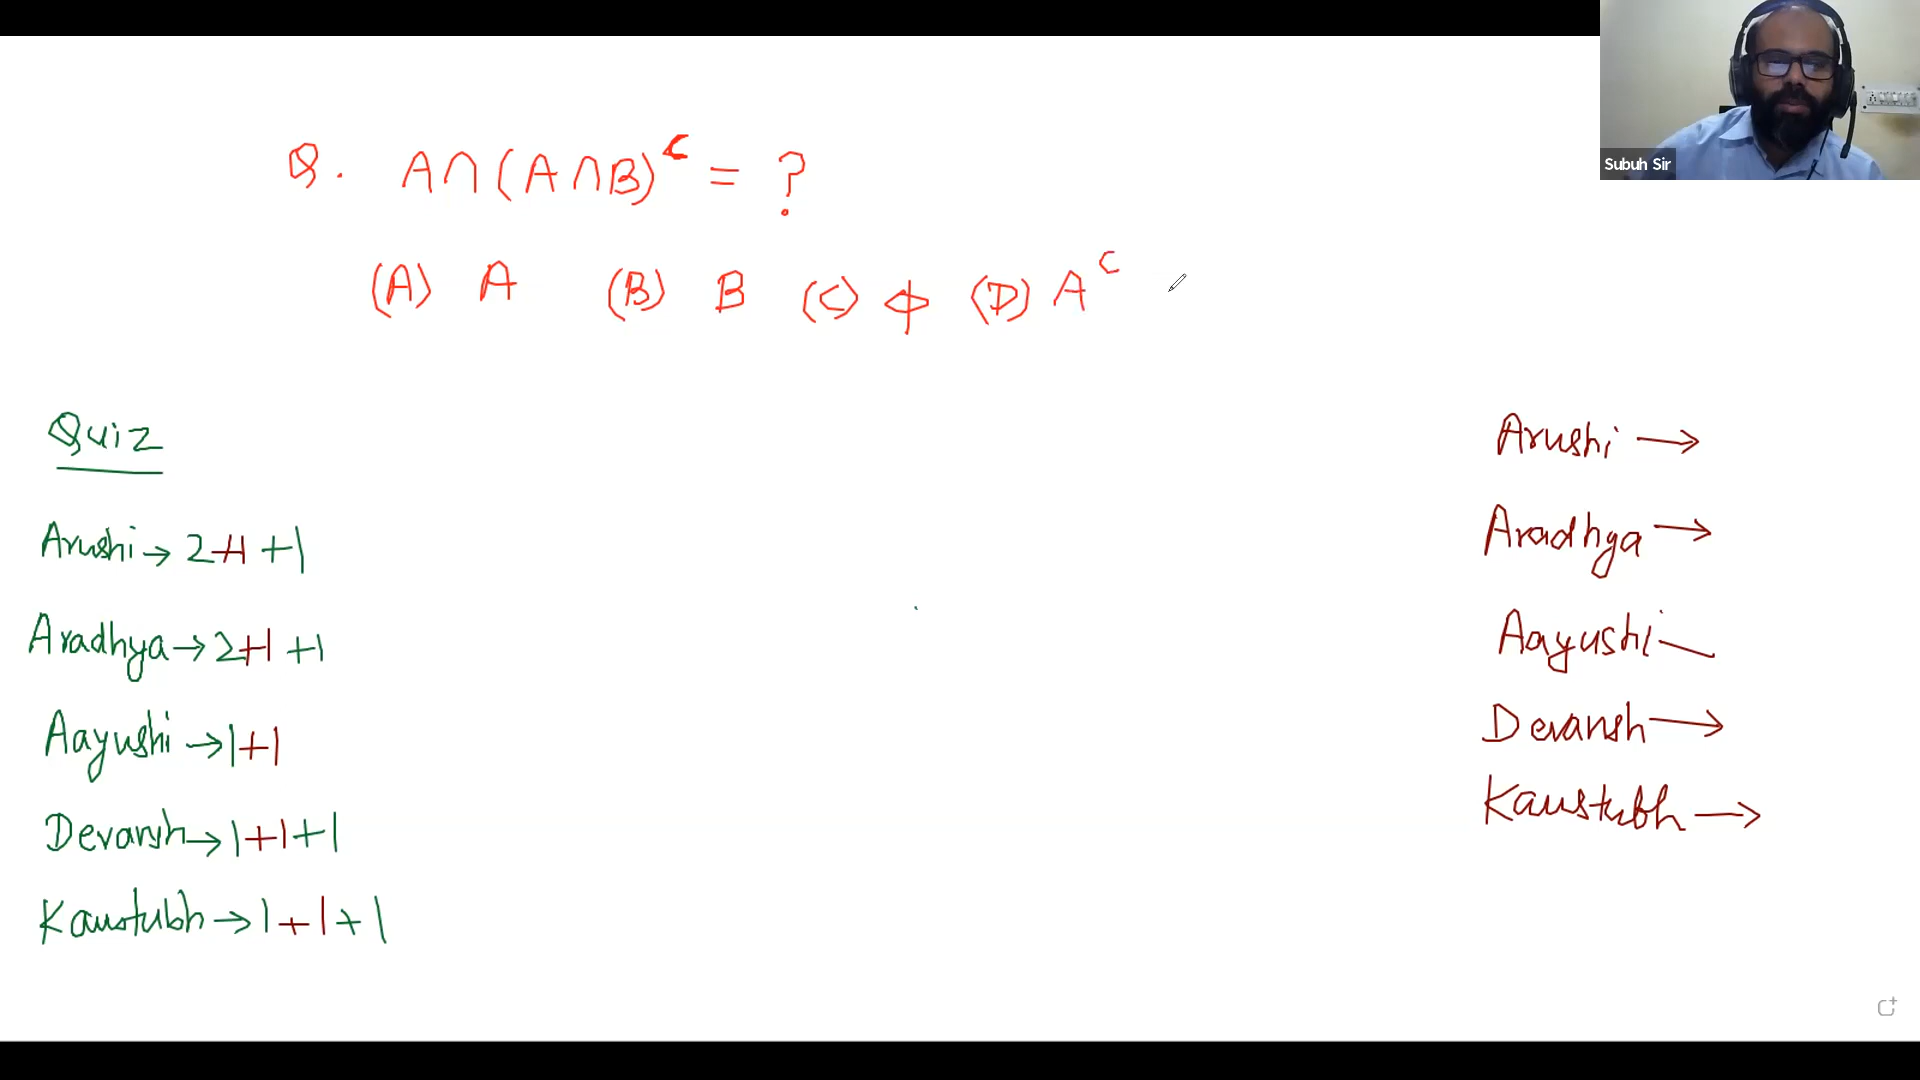 Subuh Sir
Q. A∩(A∩B)ᶜ = ?
(A) A (B) B (C) ϕ (D) Aᶜ
Quiz
Arushi → 2+1 +1
Aradhya → 2+1 +1
Aayushi → 1+1
Devansh → 1+1+1
Kaustubh → 1+1+1
Arushi →
Aradhya →
Aayushi —
Devansh →
Kaustubh →